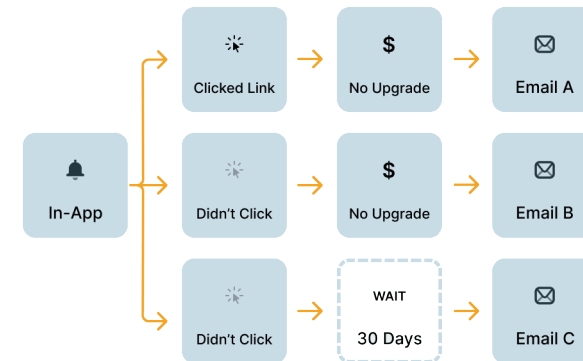 Clicked Link
$
No Upgrade
Email A
In-App
Didn't Click
$
No Upgrade
Email B
Didn't Click
WAIT
30 Days
Email C